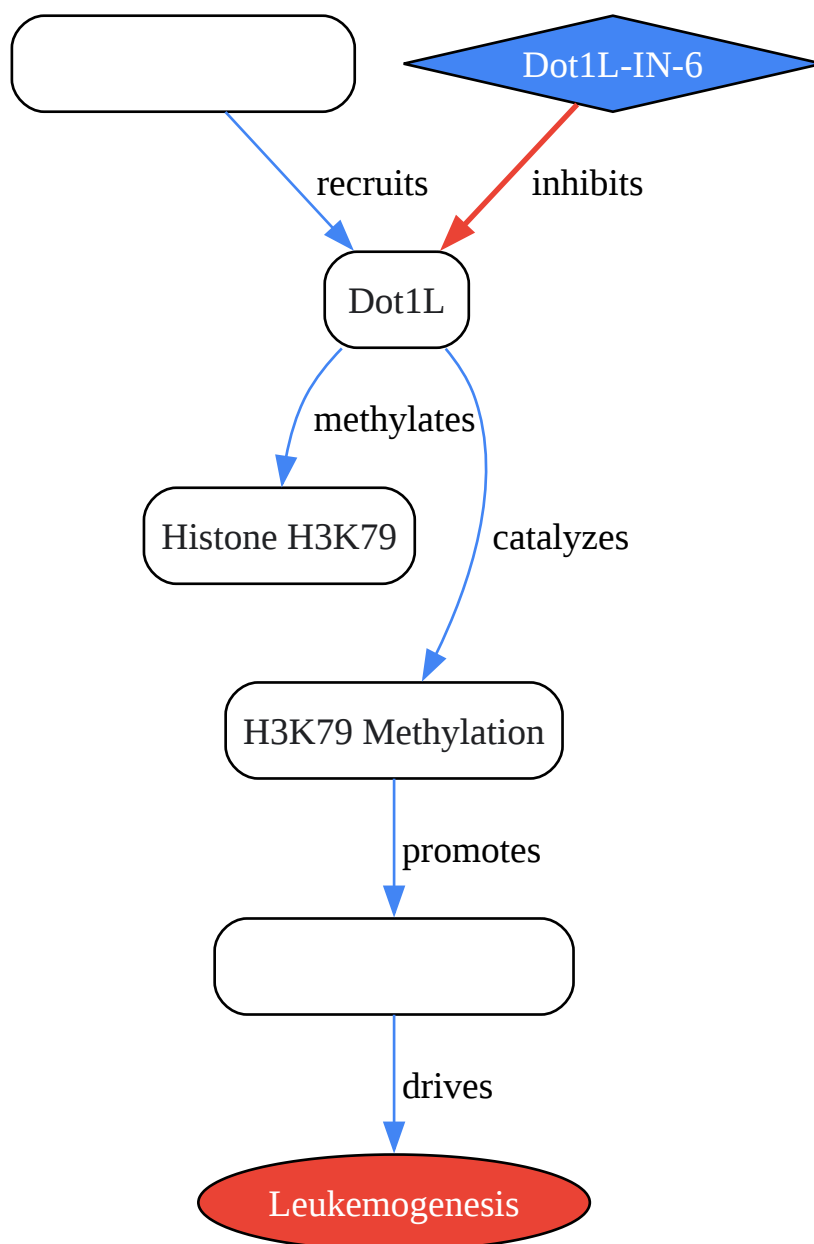 Dot1L-IN-6
recruits
inhibits
Dot1L
methylates
Histone H3K79
catalyzes
H3K79 Methylation
promotes
drives
Leukemogenesis